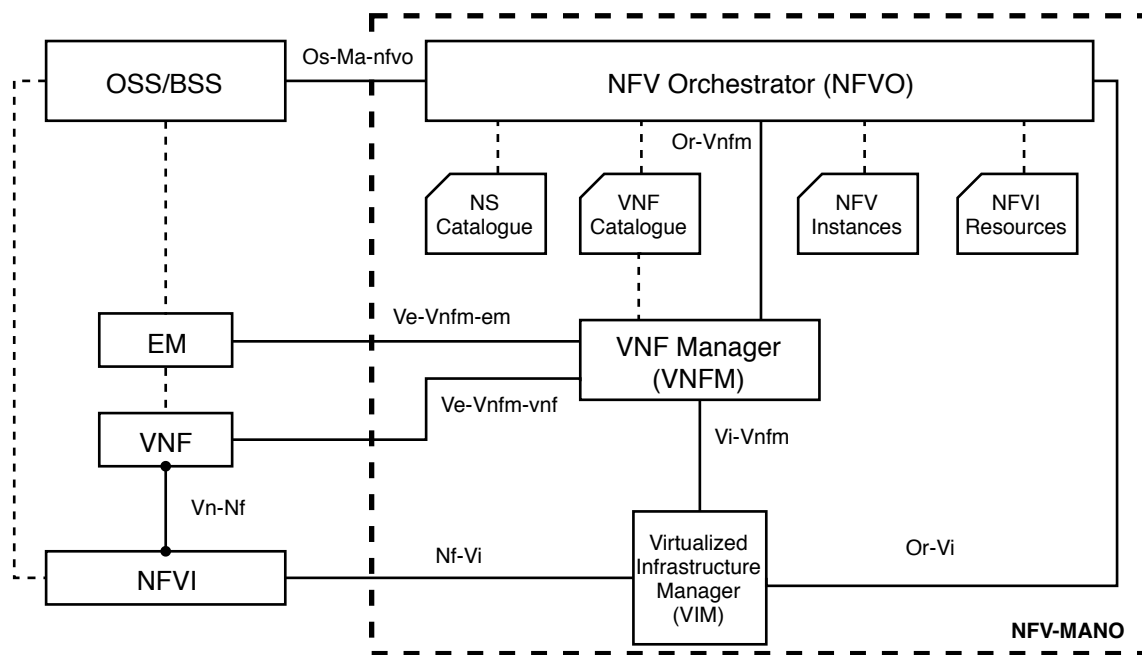 Os-Ma-nfvo
OSS/BSS
NFV Orchestrator (NFVO)
Or-Vnfm
NS
Catalogue
VNF
Catalogue
NFV
Instances
NFVI
Resources
Ve-Vnfm-em
EM
VNF Manager
(VNFM)
Ve-Vnfm-vnf
VNF
Vi-Vnfm
Vn-Nf
Nf-Vi
Virtualized
Infrastructure
Manager
(VIM)
Or-Vi
NFVI
NFV-MANO